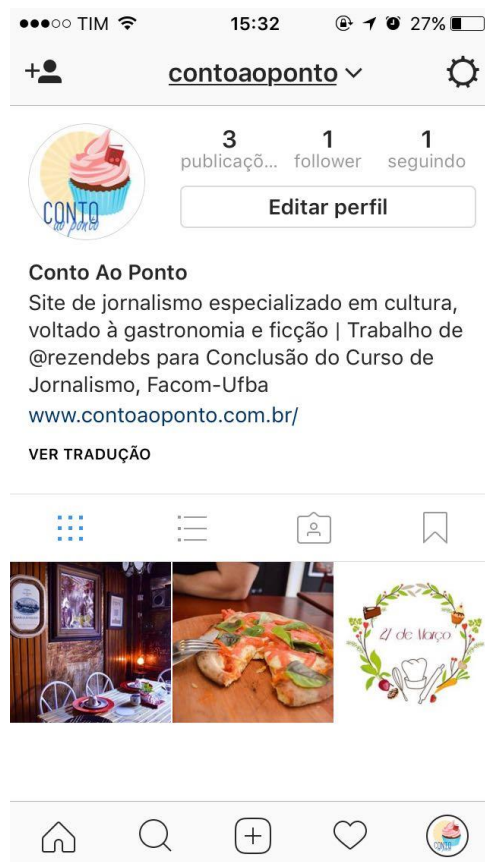 TIM 15:32 27%
contoaoponto
3 1 1
publicaçõ... follower seguindo
CONTO
ao ponto
Editar perfil
Conto Ao Ponto
Site de jornalismo especializado em cultura,
voltado à gastronomia e ficção | Trabalho de
@rezendebs para Conclusão do Curso de
Jornalismo, Facom-Ufba
www.contoaoponto.com.br/
VER TRADUÇÃO
21 de Março
CONTO